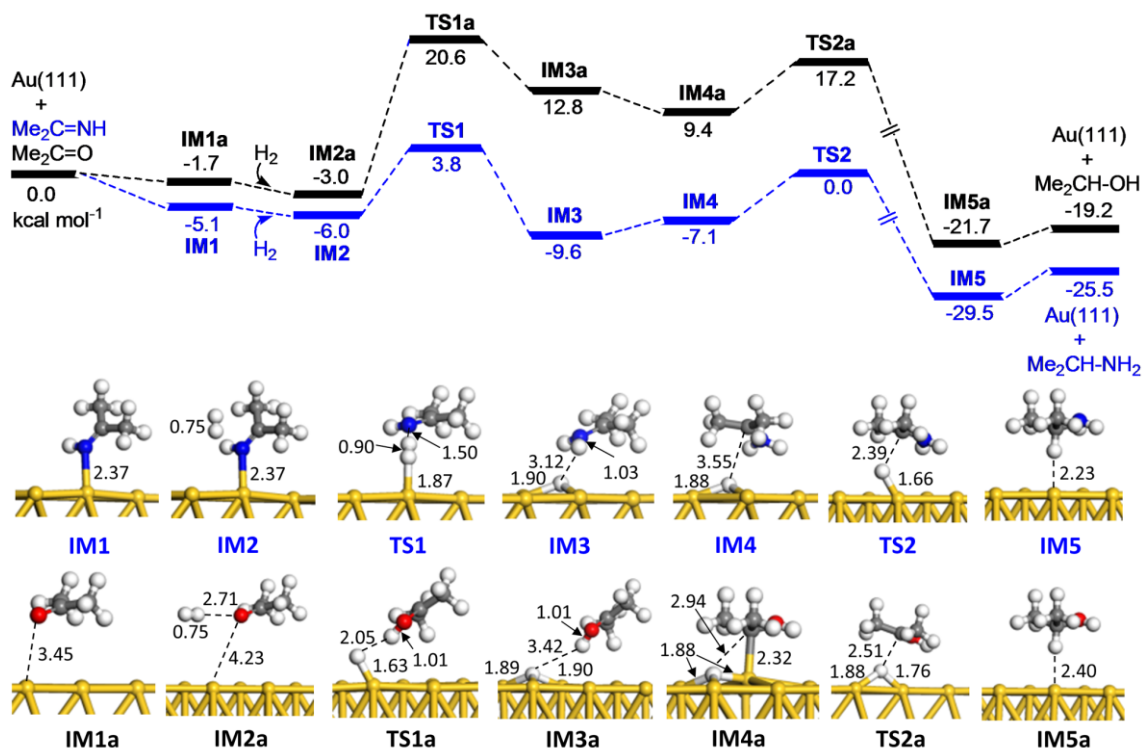 Au(111)
+
Me₂C=NH
Me₂C=O
0.0
kcal mol⁻¹
IM1a
-1.7
-5.1
IM1
H₂
H₂
IM2a
-3.0
-6.0
IM2
TS1a
20.6
TS1
3.8
IM3a
12.8
IM3
-9.6
IM4a
9.4
IM4
-7.1
TS2a
17.2
TS2
0.0
IM5a
-21.7
IM5
-29.5
Au(111)
+
Me₂CH-OH
-19.2
-25.5
Au(111)
+
Me₂CH-NH₂
2.37
0.75
2.37
0.90
1.50
1.87
3.12
1.90
1.03
3.55
1.88
2.39
1.66
2.23
IM1 IM2 TS1 IM3 IM4 TS2 IM5
3.45
2.71
0.75
4.23
2.05
1.63
1.01
1.01
3.42
1.89
1.90
2.94
1.88
2.32
2.51
1.88
1.76
2.40
IM1a IM2a TS1a IM3a IM4a TS2a IM5a